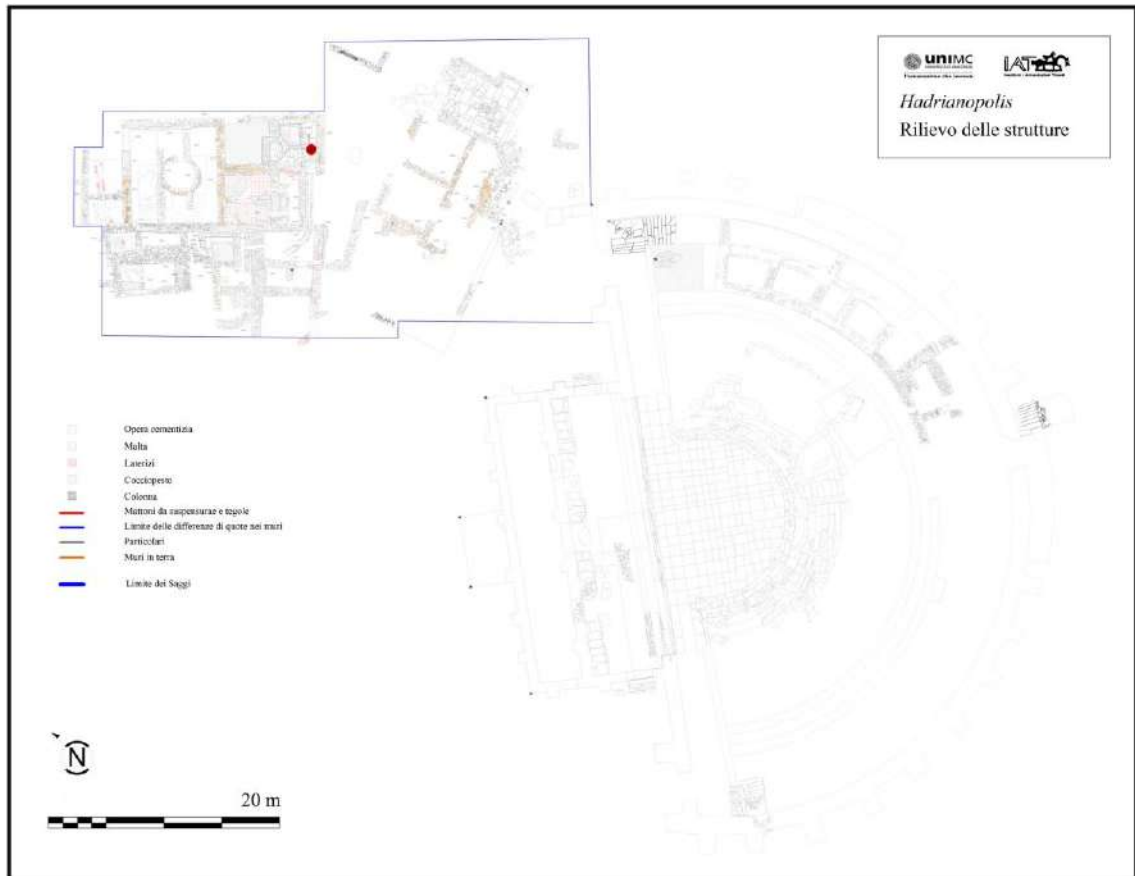 UNIMC
IAT
Hadrianopolis
Rilievo delle strutture
Opera cementizia
Malta
Laterizi
Cocciopesto
Colonna
Mattoni da suspensurae e tegole
Limite delle differenze di quote nei muri
Particolari
Muri in terra
Limite dei Saggi
N
20 m